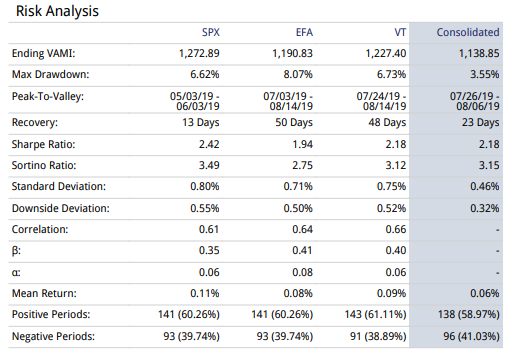 Risk Analysis
SPX EFA VT Consolidated
Ending VAMI: 1,272.89 1,190.83 1,227.40 1,138.85
Max Drawdown: 6.62% 8.07% 6.73% 3.55%
Peak-To-Valley: 05/03/19 - 07/03/19 - 07/24/19 - 07/26/19 -
06/03/19 08/14/19 08/14/19 08/06/19
Recovery: 13 Days 50 Days 48 Days 23 Days
Sharpe Ratio: 2.42 1.94 2.18 2.18
Sortino Ratio: 3.49 2.75 3.12 3.15
Standard Deviation: 0.80% 0.71% 0.75% 0.46%
Downside Deviation: 0.55% 0.50% 0.52% 0.32%
Correlation: 0.61 0.64 0.66 -
β: 0.35 0.41 0.40 -
α: 0.06 0.08 0.06 -
Mean Return: 0.11% 0.08% 0.09% 0.06%
Positive Periods: 141 (60.26%) 141 (60.26%) 143 (61.11%) 138 (58.97%)
Negative Periods: 93 (39.74%) 93 (39.74%) 91 (38.89%) 96 (41.03%)